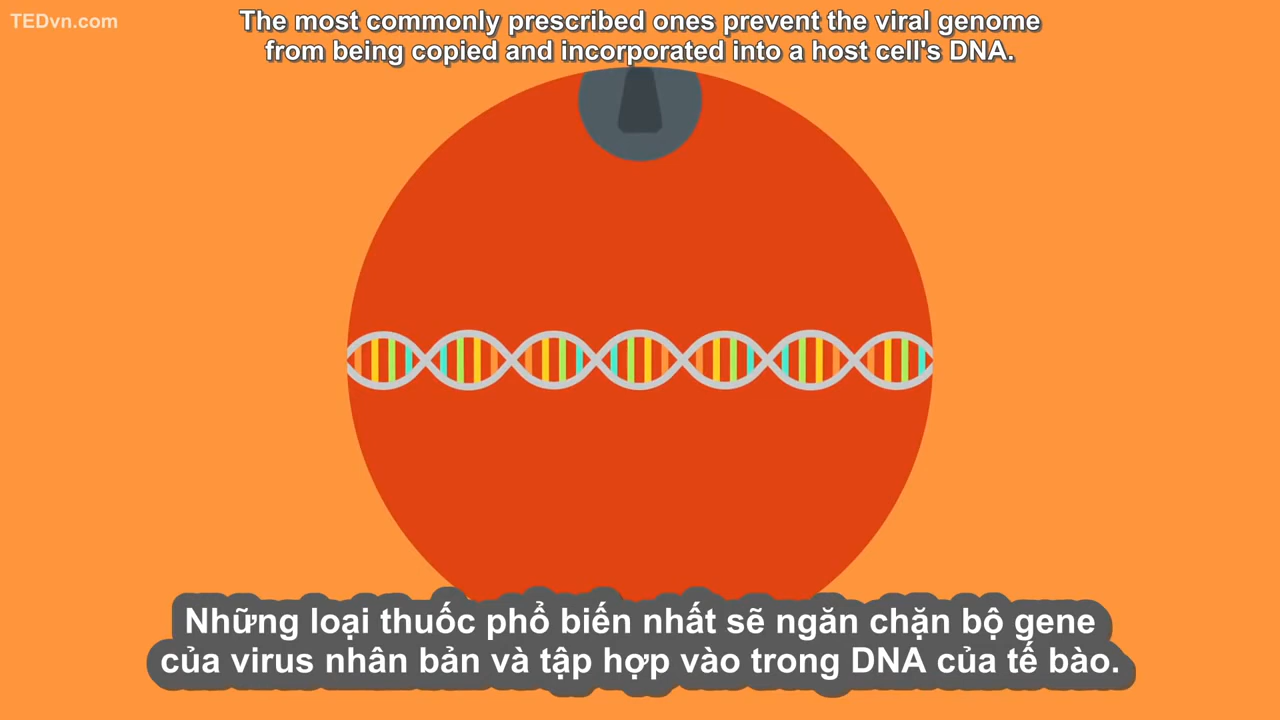 TEDvn.com
The most commonly prescribed ones prevent the viral genome
from being copied and incorporated into a host cell's DNA.
Những loại thuốc phổ biến nhất sẽ ngăn chặn bộ gene
của virus nhân bản và tập hợp vào trong DNA của tế bào.